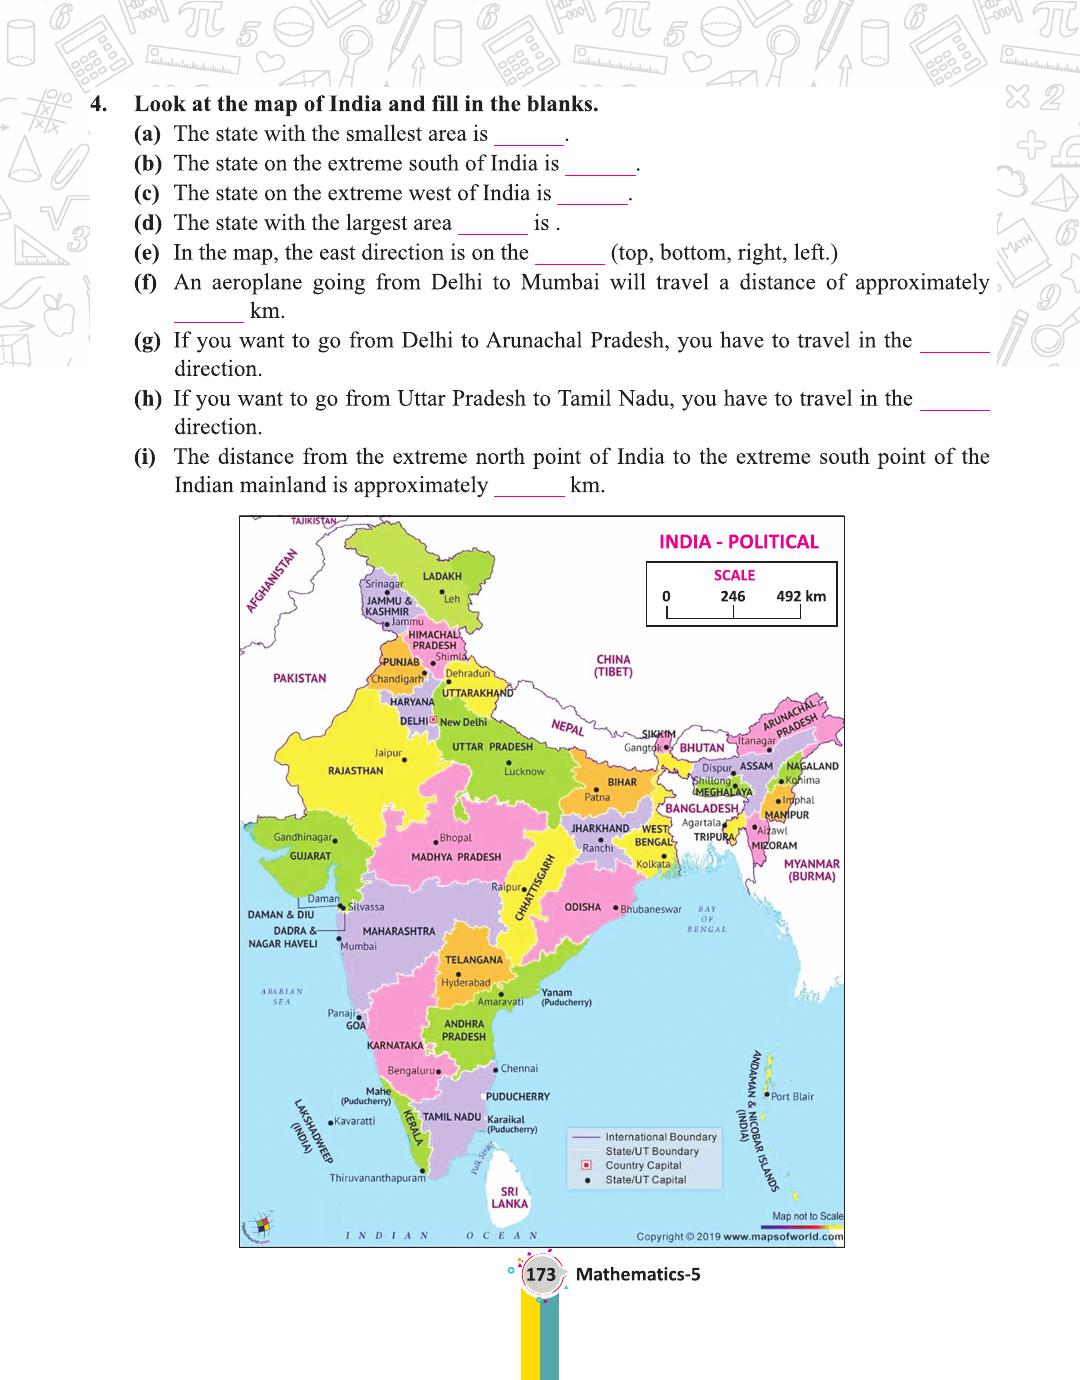 4. Look at the map of India and fill in the blanks.
(a) The state with the smallest area is ______.
(b) The state on the extreme south of India is ______.
(c) The state on the extreme west of India is ______.
(d) The state with the largest area ______ is .
(e) In the map, the east direction is on the ______ (top, bottom, right, left.)
(f) An aeroplane going from Delhi to Mumbai will travel a distance of approximately
______ km.
(g) If you want to go from Delhi to Arunachal Pradesh, you have to travel in the ______
direction.
(h) If you want to go from Uttar Pradesh to Tamil Nadu, you have to travel in the ______
direction.
(i) The distance from the extreme north point of India to the extreme south point of the
Indian mainland is approximately ______ km.
TAJIKISTAN
INDIA - POLITICAL
SCALE
0 246 492 km
AFGHANISTAN
LADAKH
Srinagar
Leh
JAMMU &
KASHMIR
Jammu
HIMACHAL
PRADESH
Shimla
PUNJAB
Chandigarh
Dehradun
UTTARAKHAND
PAKISTAN
CHINA
(TIBET)
HARYANA
DELHI
New Delhi
NEPAL
SIKKIM
Gangtok
BHUTAN
ARUNACHAL
PRADESH
Itanagar
UTTAR PRADESH
Lucknow
Jaipur
RAJASTHAN
BIHAR
Patna
Dispur
ASSAM
NAGALAND
Shillong
MEGHALAYA
Kohima
Imphal
MANIPUR
BANGLADESH
Agartala
TRIPURA
Aizawl
MIZORAM
MYANMAR
(BURMA)
Gandhinagar
GUJARAT
Bhopal
MADHYA PRADESH
JHARKHAND
Ranchi
WEST
BENGAL
Kolkata
Raipur
CHHATTISGARH
Daman
Silvassa
DAMAN & DIU
DADRA &
NAGAR HAVELI
Mumbai
MAHARASHTRA
ODISHA
Bhubaneswar
BAY
OF
BENGAL
TELANGANA
Hyderabad
ARABIAN
SEA
Amaravati
Yanam
(Puducherry)
Panaji
GOA
ANDHRA
PRADESH
KARNATAKA
Bengaluru
Chennai
Mahe
(Puducherry)
PUDUCHERRY
KERALA
TAMIL NADU
Karaikal
(Puducherry)
LAKSHADWEEP
(INDIA)
Kavaratti
Thiruvananthapuram
Palk Strait
SRI
LANKA
ANDAMAN & NICOBAR ISLANDS
(INDIA)
Port Blair
International Boundary
State/UT Boundary
Country Capital
State/UT Capital
Map not to Scale
INDIAN OCEAN
Copyright © 2019 www.mapsofworld.com
173 Mathematics-5